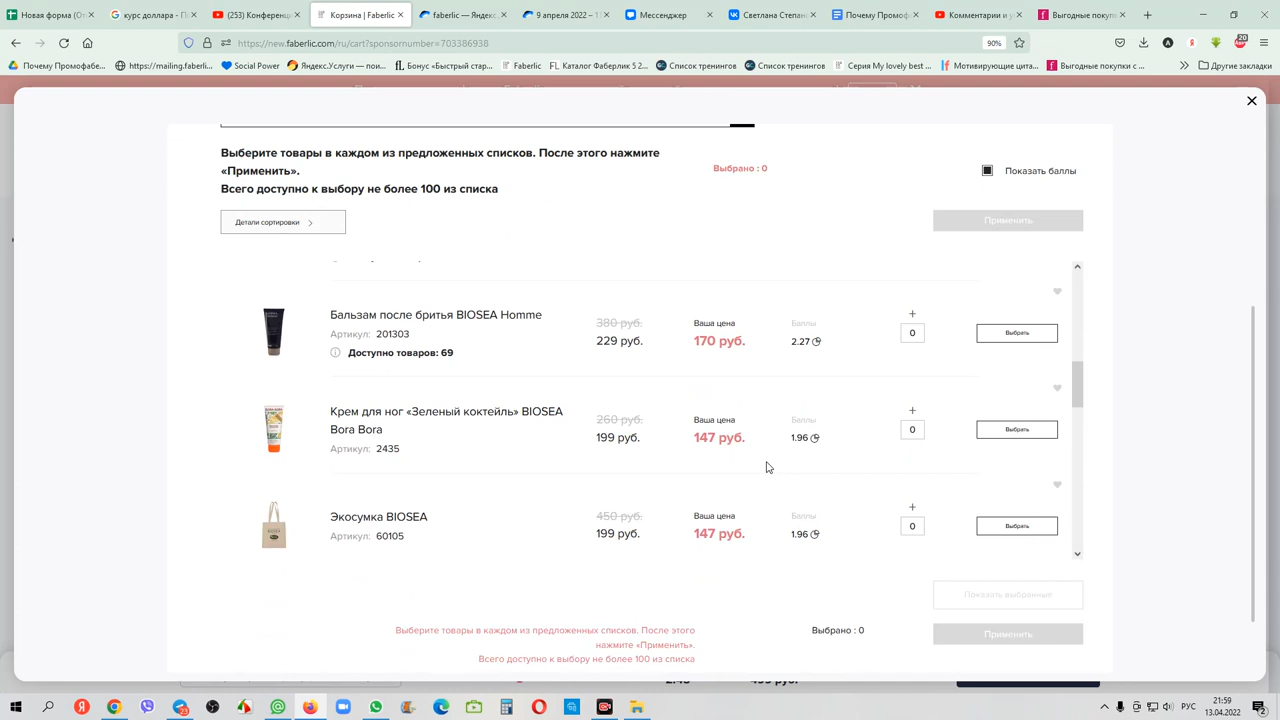 Новая форма
курс доллара - П
(253) Конференц
Корзина | Faberlic
faberlic — Яндекс
9 апреля 2022 – 1
Мессенджер
Светлана Степан
Почему Промоф
Комментарии и
Выгодные покуп
https://new.faberlic.com/ru/cart?sponsornumber=703386938
90%
20
Почему Промофабе...
https://mailing.faberl...
Social Power
Яндекс.Услуги — пои...
Бонус «Быстрый стар...
Faberlic
FL Каталог Фаберлик 5 2...
Список тренингов
Список тренингов
Серия My lovely best ...
Мотивирующие цита...
Выгодные покупки с ...
Другие закладки
Выберите товары в каждом из предложенных списков. После этого нажмите
«Применить».
Всего доступно к выбору не более 100 из списка
Выбрано : 0
Показать баллы
Детали сортировки
Применить
Бальзам после бритья BIOSEA Homme
Артикул: 201303
Доступно товаров: 69
380 руб.
229 руб.
Ваша цена
170 руб.
Баллы
2.27
+
0
Выбрать
Крем для ног «Зеленый коктейль» BIOSEA
Bora Bora
Артикул: 2435
260 руб.
199 руб.
Ваша цена
147 руб.
Баллы
1.96
+
0
Выбрать
Экосумка BIOSEA
Артикул: 60105
450 руб.
199 руб.
Ваша цена
147 руб.
Баллы
1.96
+
0
Выбрать
Показать выбранные
Выберите товары в каждом из предложенных списков. После этого
нажмите «Применить».
Всего доступно к выбору не более 100 из списка
Выбрано : 0
Применить
РУС
21:59
13.04.2022